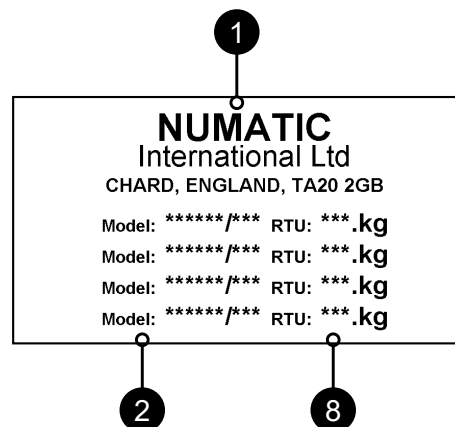 1
NUMATIC
International Ltd
CHARD, ENGLAND, TA20 2GB
Model: ******/*** RTU: ***.kg
Model: ******/*** RTU: ***.kg
Model: ******/*** RTU: ***.kg
Model: ******/*** RTU: ***.kg
2 8